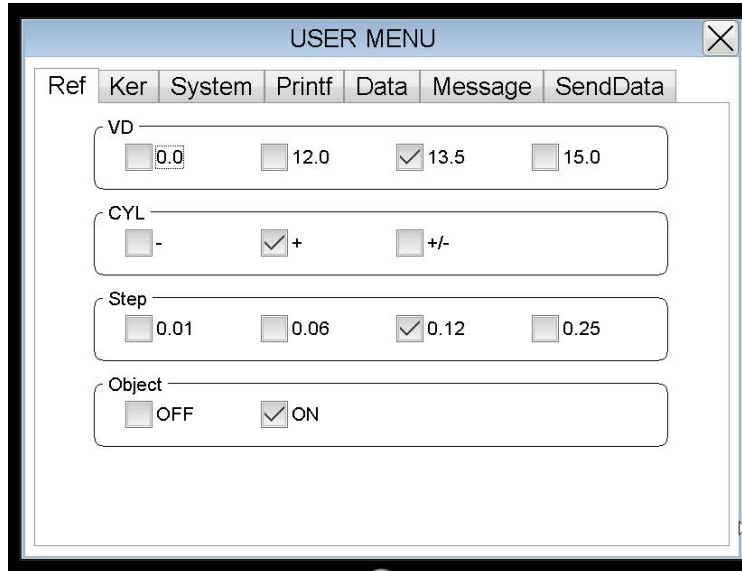 USER MENU
Ref Ker System Printf Data Message SendData
VD
0.0 12.0 13.5 15.0
CYL
- + +/-
Step
0.01 0.06 0.12 0.25
Object
OFF ON